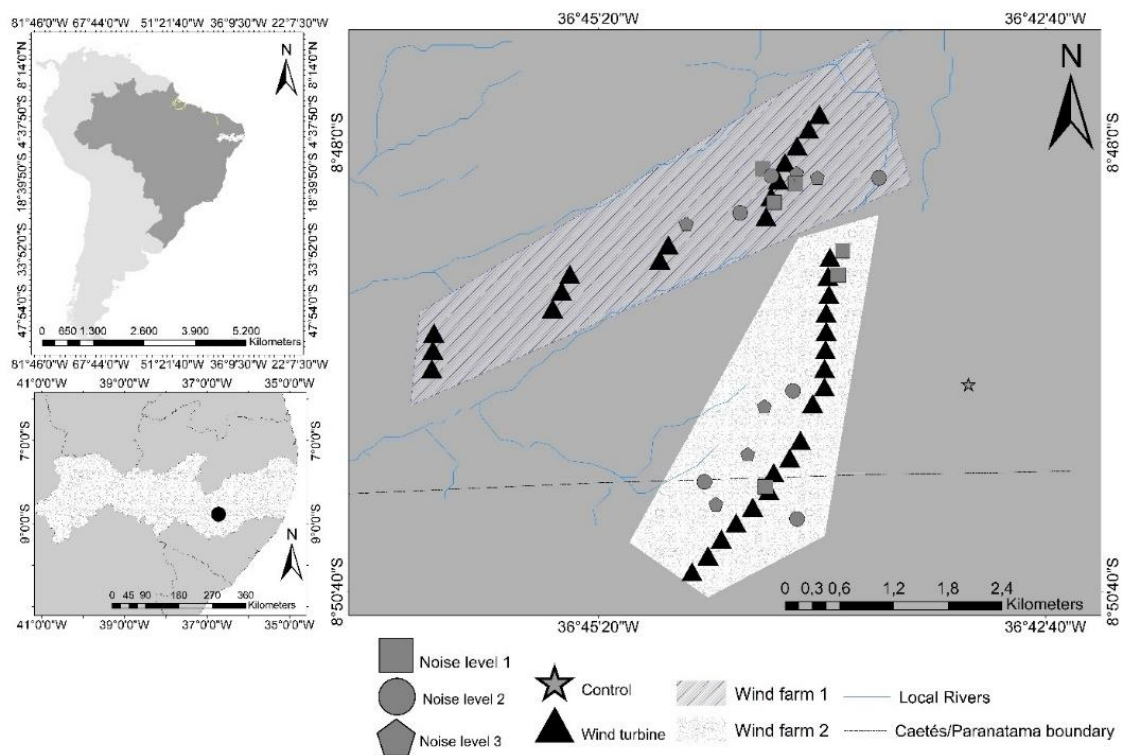 81°46'0"W 67°44'0"W 51°21'40"W 36°9'30"W 22°7'30"W
N
8°14'0"N
4°37'50"S
4°37'50"S
18°39'50"S
33°52'0"S
47°54'0"S
8°14'0"N
4°37'50"S
4°37'50"S
18°39'50"S
33°52'0"S
47°54'0"S
0 650 1.300 2.600 3.900 5.200
Kilometers
81°46'0"W 67°44'0"W 51°21'40"W 36°9'30"W 22°7'30"W
41°0'0"W 39°0'0"W 37°0'0"W 35°0'0"W
7°0'0"S
9°0'0"S
7°0'0"S
9°0'0"S
N
0 45 90 180 270 360
Kilometers
41°0'0"W 39°0'0"W 37°0'0"W 35°0'0"W
36°45'20"W 36°42'40"W
N
8°48'0"S
8°50'40"S
8°48'0"S
8°50'40"S
0 0,3 0,6 1,2 1,8 2,4
Kilometers
36°45'20"W 36°42'40"W
Noise level 1
Noise level 2
Noise level 3
Control
Wind turbine
Wind farm 1
Wind farm 2
Local Rivers
Caetés/Paranatama boundary